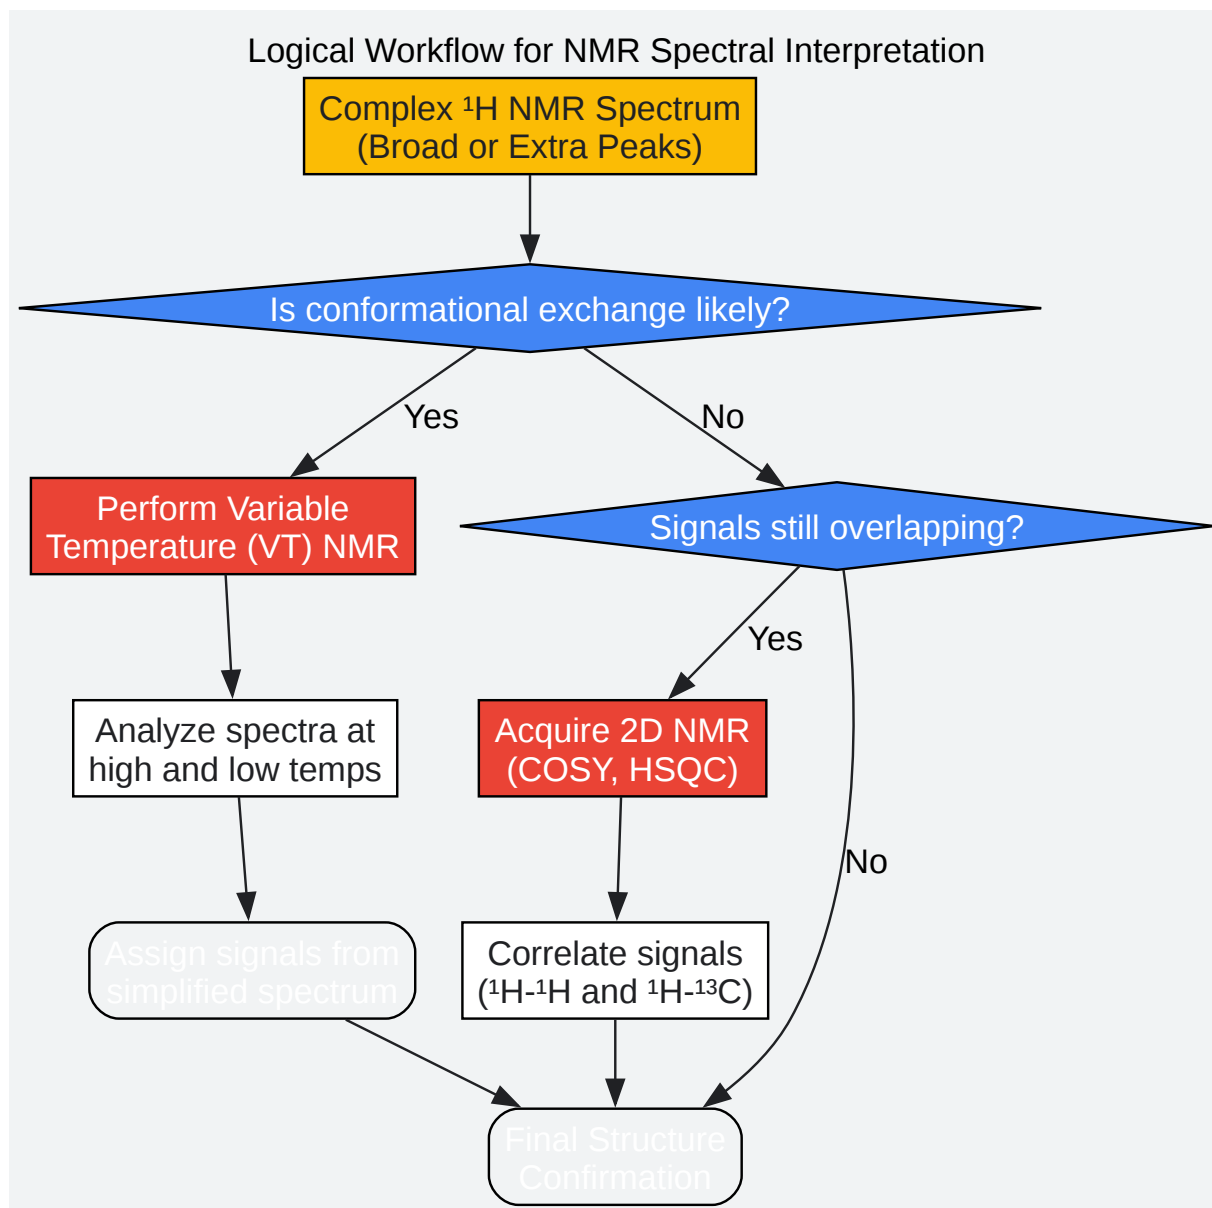 Logical Workflow for NMR Spectral Interpretation
Complex ¹H NMR Spectrum
(Broad or Extra Peaks)
Is conformational exchange likely?
Yes
No
Perform Variable
Temperature (VT) NMR
Signals still overlapping?
Yes
Analyze spectra at
high and low temps
Acquire 2D NMR
(COSY, HSQC)
No
Assign signals from
simplified spectrum
Correlate signals
(¹H-¹H and ¹H-¹³C)
Final Structure
Confirmation